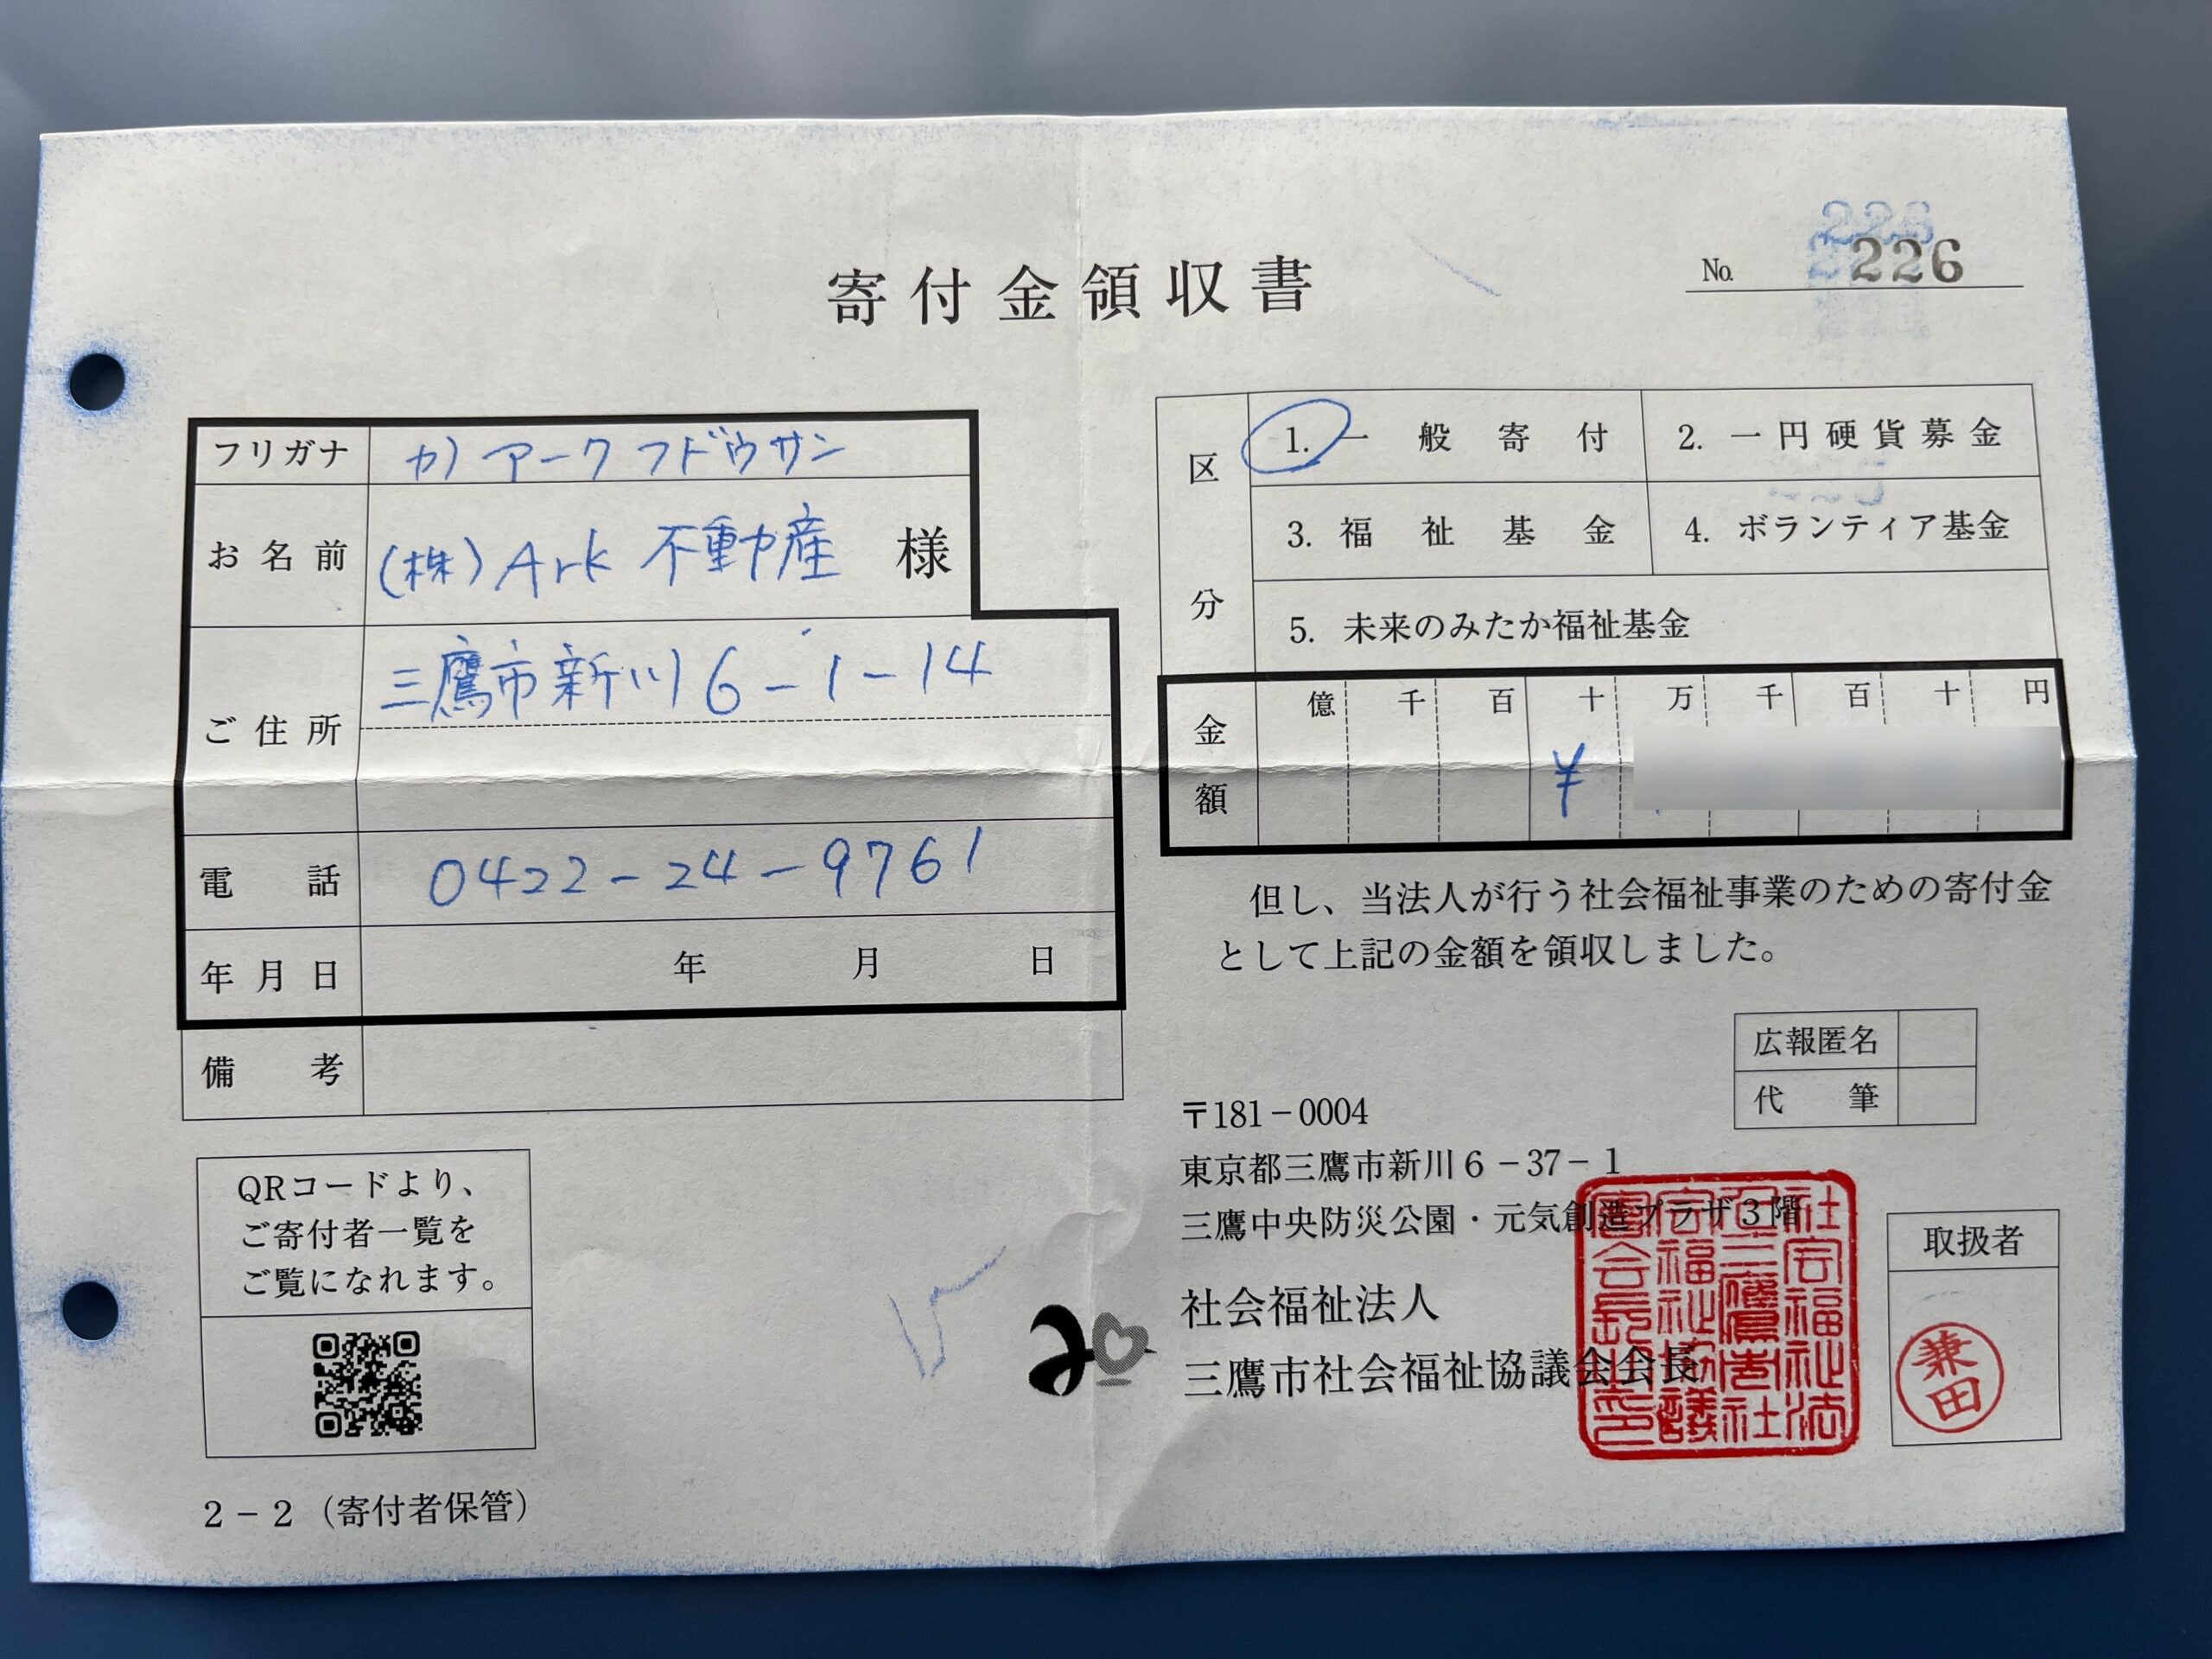 寄付金領収書
No. 226
フリガナ カ) アーク フドウサン
お名前 (株) Ark 不動産 様
ご住所 三鷹市新川 6-1-14
電話 0422-24-9761
年月日 年 月 日
備考
区分
1. 一般寄付 2. 一円硬貨募金
3. 福祉基金 4. ボランティア基金
5. 未来のみたか福祉基金
金額 億 千 百 十 万 千 百 十 円
¥
但し、当法人が行う社会福祉事業のための寄付金
として上記の金額を領収しました。
広報匿名
代筆
〒181-0004
東京都三鷹市新川6-37-1
三鷹中央防災公園・元気創造プラザ3階
社会福祉法人
三鷹市社会福祉協議会会長
取扱者
兼田
QRコードより、
ご寄付者一覧を
ご覧になれます。
2-2（寄付者保管）